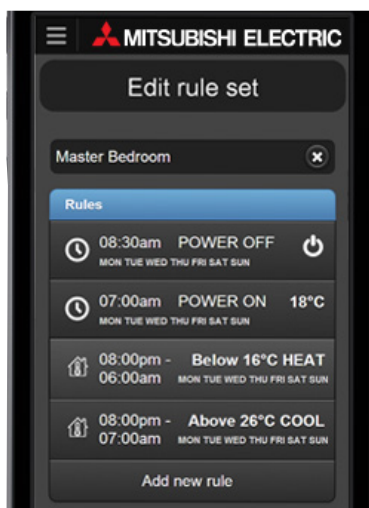 MITSUBISHI ELECTRIC
Edit rule set
Master Bedroom
Rules
08:30am POWER OFF
MON TUE WED THU FRI SAT SUN
07:00am POWER ON 18°C
MON TUE WED THU FRI SAT SUN
08:00pm - Below 16°C HEAT
06:00am MON TUE WED THU FRI SAT SUN
08:00pm - Above 26°C COOL
07:00am MON TUE WED THU FRI SAT SUN
Add new rule